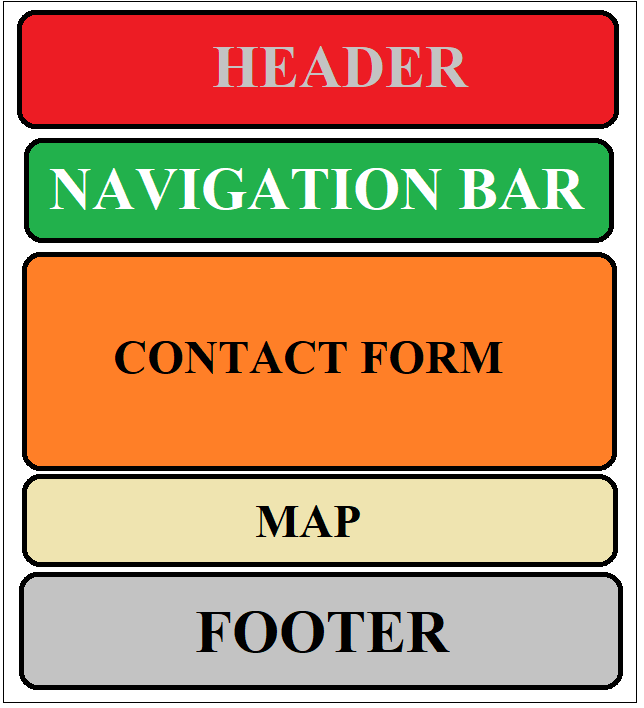 HEADER
NAVIGATION BAR
CONTACT FORM
MAP
FOOTER